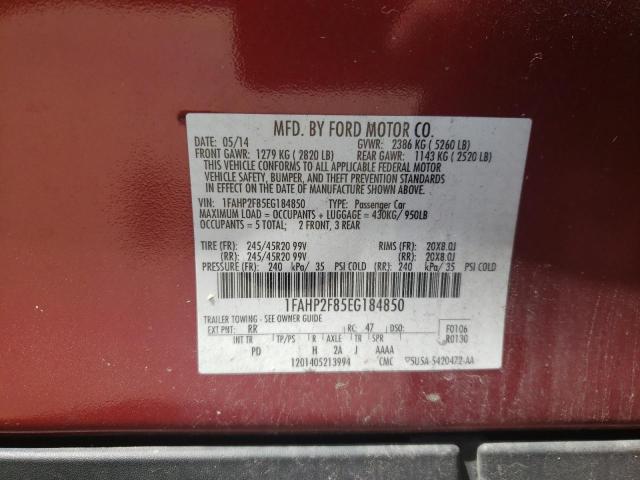 MFD. BY FORD MOTOR CO.
DATE: 05/14 GVWR: 2386 KG ( 5260 LB)
FRONT GAWR: 1279 KG ( 2820 LB) REAR GAWR: 1143 KG ( 2520 LB)
THIS VEHICLE CONFORMS TO ALL APPLICABLE FEDERAL MOTOR
VEHICLE SAFETY, BUMPER, AND THEFT PREVENTION STANDARDS
IN EFFECT ON THE DATE OF MANUFACTURE SHOWN ABOVE.
VIN: 1FAHP2F85EG184850 TYPE: Passenger Car
MAXIMUM LOAD = OCCUPANTS + LUGGAGE = 430KG/ 950LB
OCCUPANTS = 5 TOTAL; 2 FRONT, 3 REAR
TIRE (FR): 245/45R20 99V RIMS (FR): 20X8.0J
(RR): 245/45R20 99V (RR): 20X8.0J
PRESSURE (FR): 240 kPa/ 35 PSI COLD (RR): 240 kPa/ 35 PSI COLD
1FAHP2F85EG184850
TRAILER TOWING - SEE OWNER GUIDE
EXT PNT: RR RC: 47 DSO: F0106
INT TR TP/PS R AXLE TR SPR R0130
PD H 2A J AAAA
1201405213994 CMC 5U5A-5420472-AA